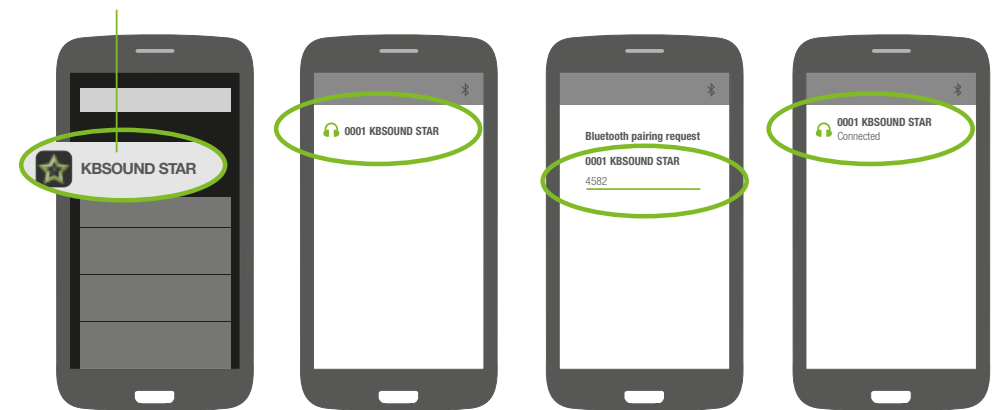 KBSOUND STAR
0001 KBSOUND STAR
Bluetooth pairing request
0001 KBSOUND STAR
4582
0001 KBSOUND STAR
Connected